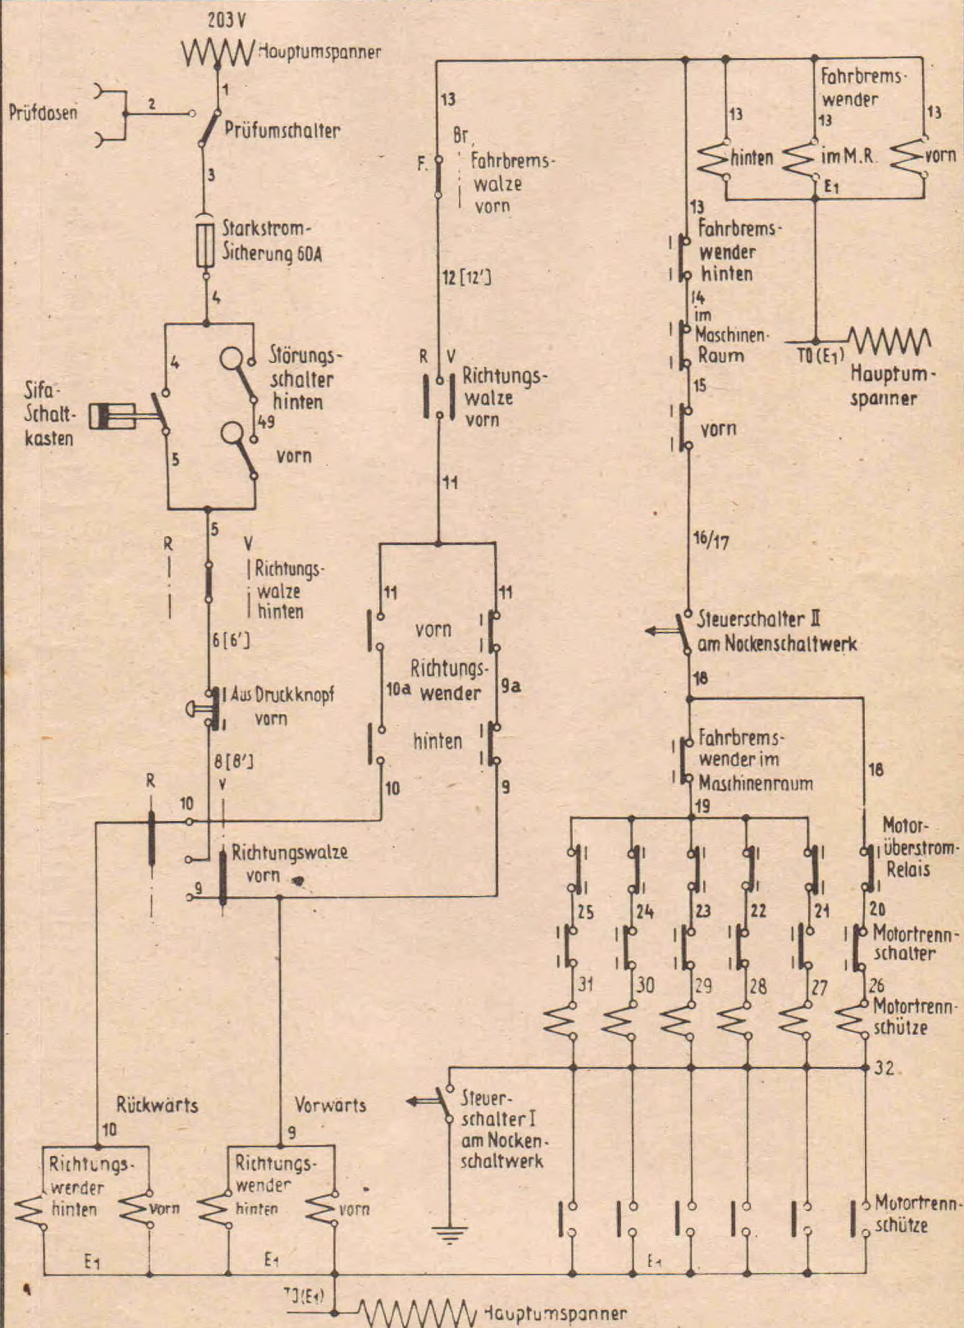 203 V
Hauptumspanner
1
Prüfdosen
2
Prüfumschalter
3
Starkstrom-
Sicherung 60A
4
4
Störungs-
schalter
hinten
Sifa-
Schalt-
kasten
49
vorn
5
5
R
V
Richtungs-
walze
hinten
6 [6']
Aus Druckknopf
vorn
8 [8']
R
V
10
Richtungswalze
vorn
9
Rückwärts
Vorwärts
10
9
Richtungs-
werder
hinten
vorn
Richtungs-
wender
hinten
vorn
E1
E1
Hauptumspanner
13
Br.
F.
Fahrbrems-
walze
vorn
12 [12']
R
V
Richtungs-
walze
vorn
11
11
11
vorn
Richtungs-
wender
10a
9a
hinten
10
9
Fahrbrems-
wender
13
13
13
hinten
im M.R.
vorn
E1
13
Fahrbrems-
wender
hinten
14
im
Maschinen-
Raum
T0 (E1)
Hauptum-
spanner
15
vorn
16/17
Steuerschalter II
am Nockenschaltwerk
18
Fahrbrems-
wender im
Maschinenraum
18
19
Motor-
überstrom-
Relais
25
24
23
22
21
20
Motortrenn-
schalter
31
30
29
28
27
26
Motortrenn-
schütze
32
Steuer-
schalter I
am Nocken-
schaltwerk
Motortrenn-
schütze
E1